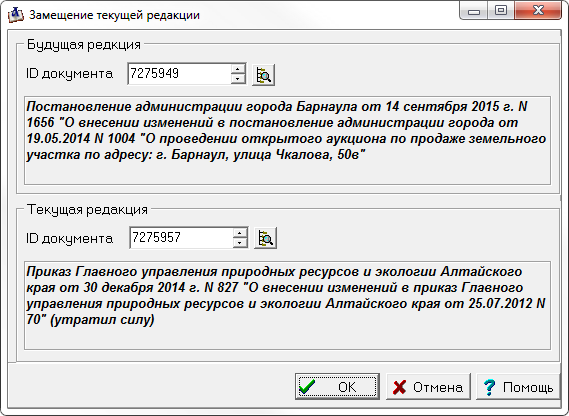 Замещение текущей редакции
Будущая редкция
ID документа 7275949
Постановление администрации города Барнаула от 14 сентября 2015 г. N
1656 "О внесении изменений в постановление администрации города от
19.05.2014 N 1004 "О проведении открытого аукциона по продаже земельного
участка по адресу: г. Барнаул, улица Чкалова, 50в"
Текущая редакция
ID документа 7275957
Приказ Главного управления природных ресурсов и экологии Алтайского
края от 30 декабря 2014 г. N 827 "О внесении изменений в приказ Главного
управления природных ресурсов и экологии Алтайского края от 25.07.2012 N
70" (утратил силу)
OK Отмена ? Помощь